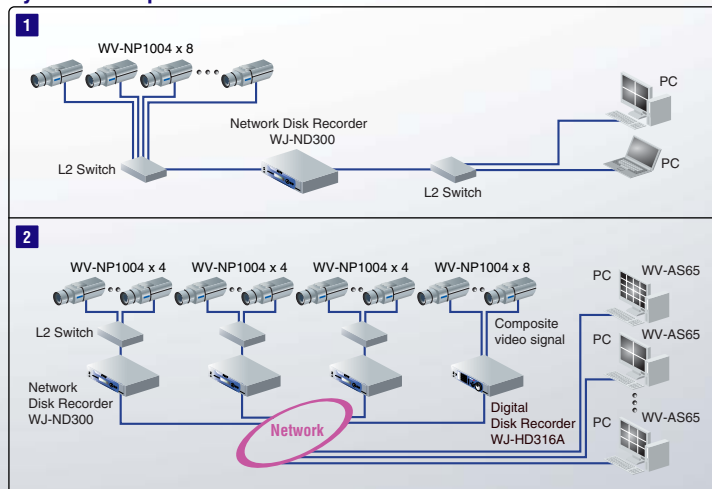 1
WV-NP1004 x 8
PC
Network Disk Recorder
WJ-ND300
L2 Switch
L2 Switch
PC
2
WV-NP1004 x 4
WV-NP1004 x 4
WV-NP1004 x 4
WV-NP1004 x 8
PC
WV-AS65
L2 Switch
Composite
video signal
PC
WV-AS65
Network
Disk Recorder
WJ-ND300
Digital
Disk Recorder
WJ-HD316A
Network
PC
WV-AS65